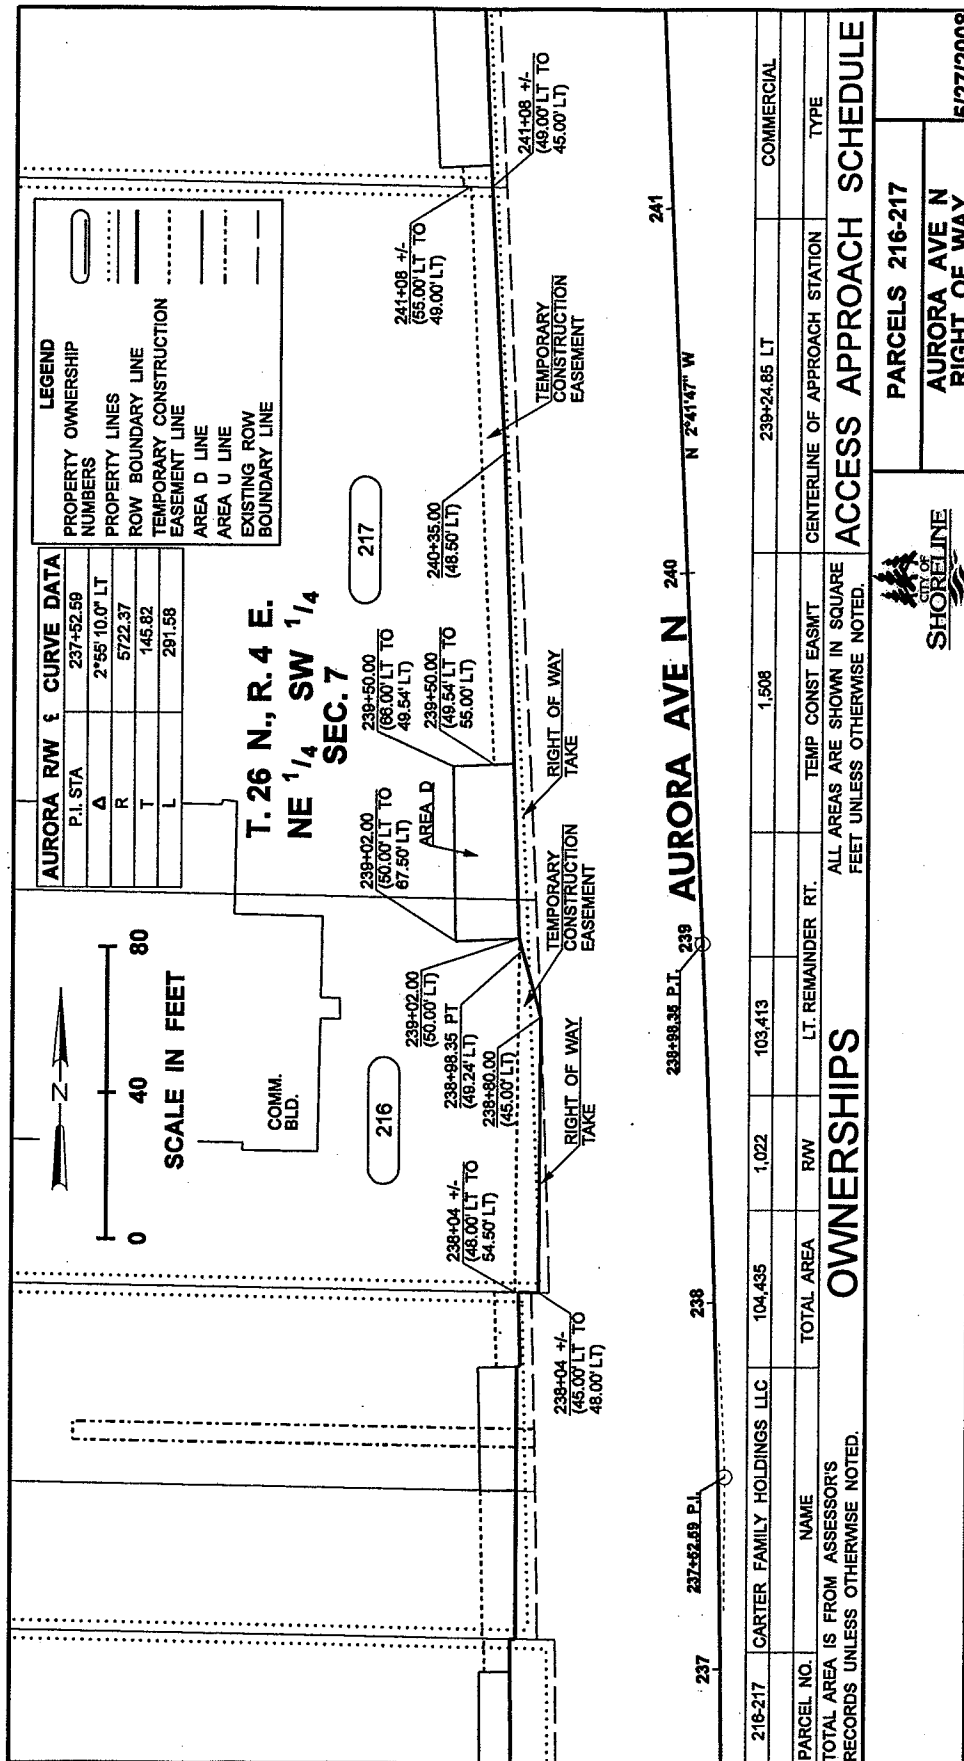 LEGEND
PROPERTY OWNERSHIP
NUMBERS
PROPERTY LINES
ROW BOUNDARY LINE
TEMPORARY CONSTRUCTION
EASEMENT LINE
AREA D LINE
AREA U LINE
EXISTING ROW
BOUNDARY LINE
AURORA R/W ℄ CURVE DATA
P.I. STA 237+52.59
Δ 2°55'10.0" LT
R 5722.37
T 145.82
L 291.58
N
0 40 80
SCALE IN FEET
T. 26 N., R. 4 E.
NE 1/4 SW 1/4
SEC. 7
COMM.
BLD.
216
217
238+04 +/-
(48.00' LT TO
54.50' LT)
238+04 +/-
(45.00' LT TO
48.00' LT)
239+02.00
(50.00' LT)
238+98.35 PT
(49.24' LT)
238+80.00
(45.00' LT)
RIGHT OF WAY
TAKE
239+02.00
(50.00' LT TO
67.50' LT)
AREA D
TEMPORARY
CONSTRUCTION
EASEMENT
239+50.00
(66.00' LT TO
49.54' LT)
239+50.00
(49.54' LT TO
55.00' LT)
RIGHT OF WAY
TAKE
240+35.00
(48.50' LT)
TEMPORARY
CONSTRUCTION
EASEMENT
241+08 +/-
(55.00' LT TO
49.00' LT)
241+08 +/-
(49.00' LT TO
45.00' LT)
237
237+52.59 P.I.
238
238+98.35 P.T.
239
AURORA AVE N
240
N 2°41'47" W
241
216-217 CARTER FAMILY HOLDINGS LLC 104,435 1,022 103,413 1,508 239+24.85 LT COMMERCIAL
PARCEL NO. NAME TOTAL AREA R/W LT. REMAINDER RT. TEMP CONST EASMT CENTERLINE OF APPROACH STATION TYPE
TOTAL AREA IS FROM ASSESSOR'S
RECORDS UNLESS OTHERWISE NOTED.
OWNERSHIPS
ALL AREAS ARE SHOWN IN SQUARE
FEET UNLESS OTHERWISE NOTED.
ACCESS APPROACH SCHEDULE
CITY OF
SHORELINE
PARCELS 216-217
AURORA AVE N
RIGHT OF WAY
5/27/2008